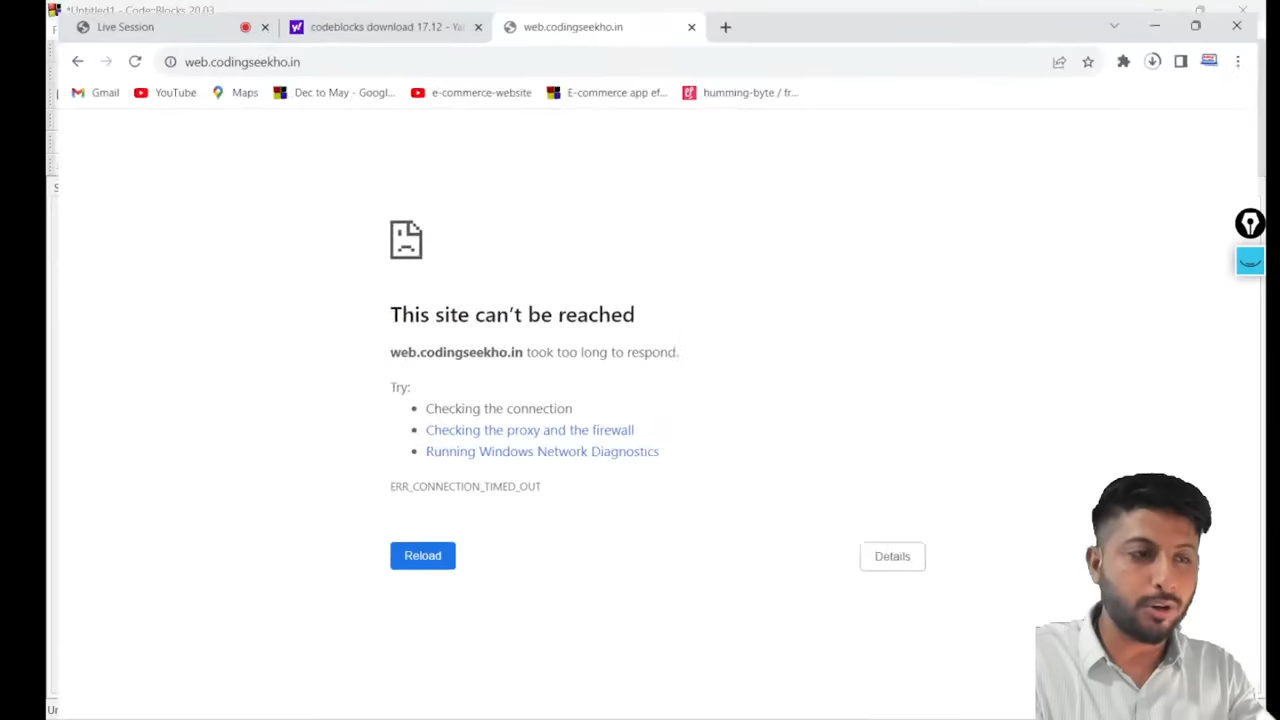 *Untitled1 - Code::Blocks 20.03
Live Session
codeblocks download 17.12 - Ya
web.codingseekho.in
web.codingseekho.in
Gmail
YouTube
Maps
Dec to May - Googl...
e-commerce-website
E-commerce app ef...
humming-byte / fr...
This site can't be reached
web.codingseekho.in took too long to respond.
Try:
Checking the connection
Checking the proxy and the firewall
Running Windows Network Diagnostics
ERR_CONNECTION_TIMED_OUT
Reload
Details